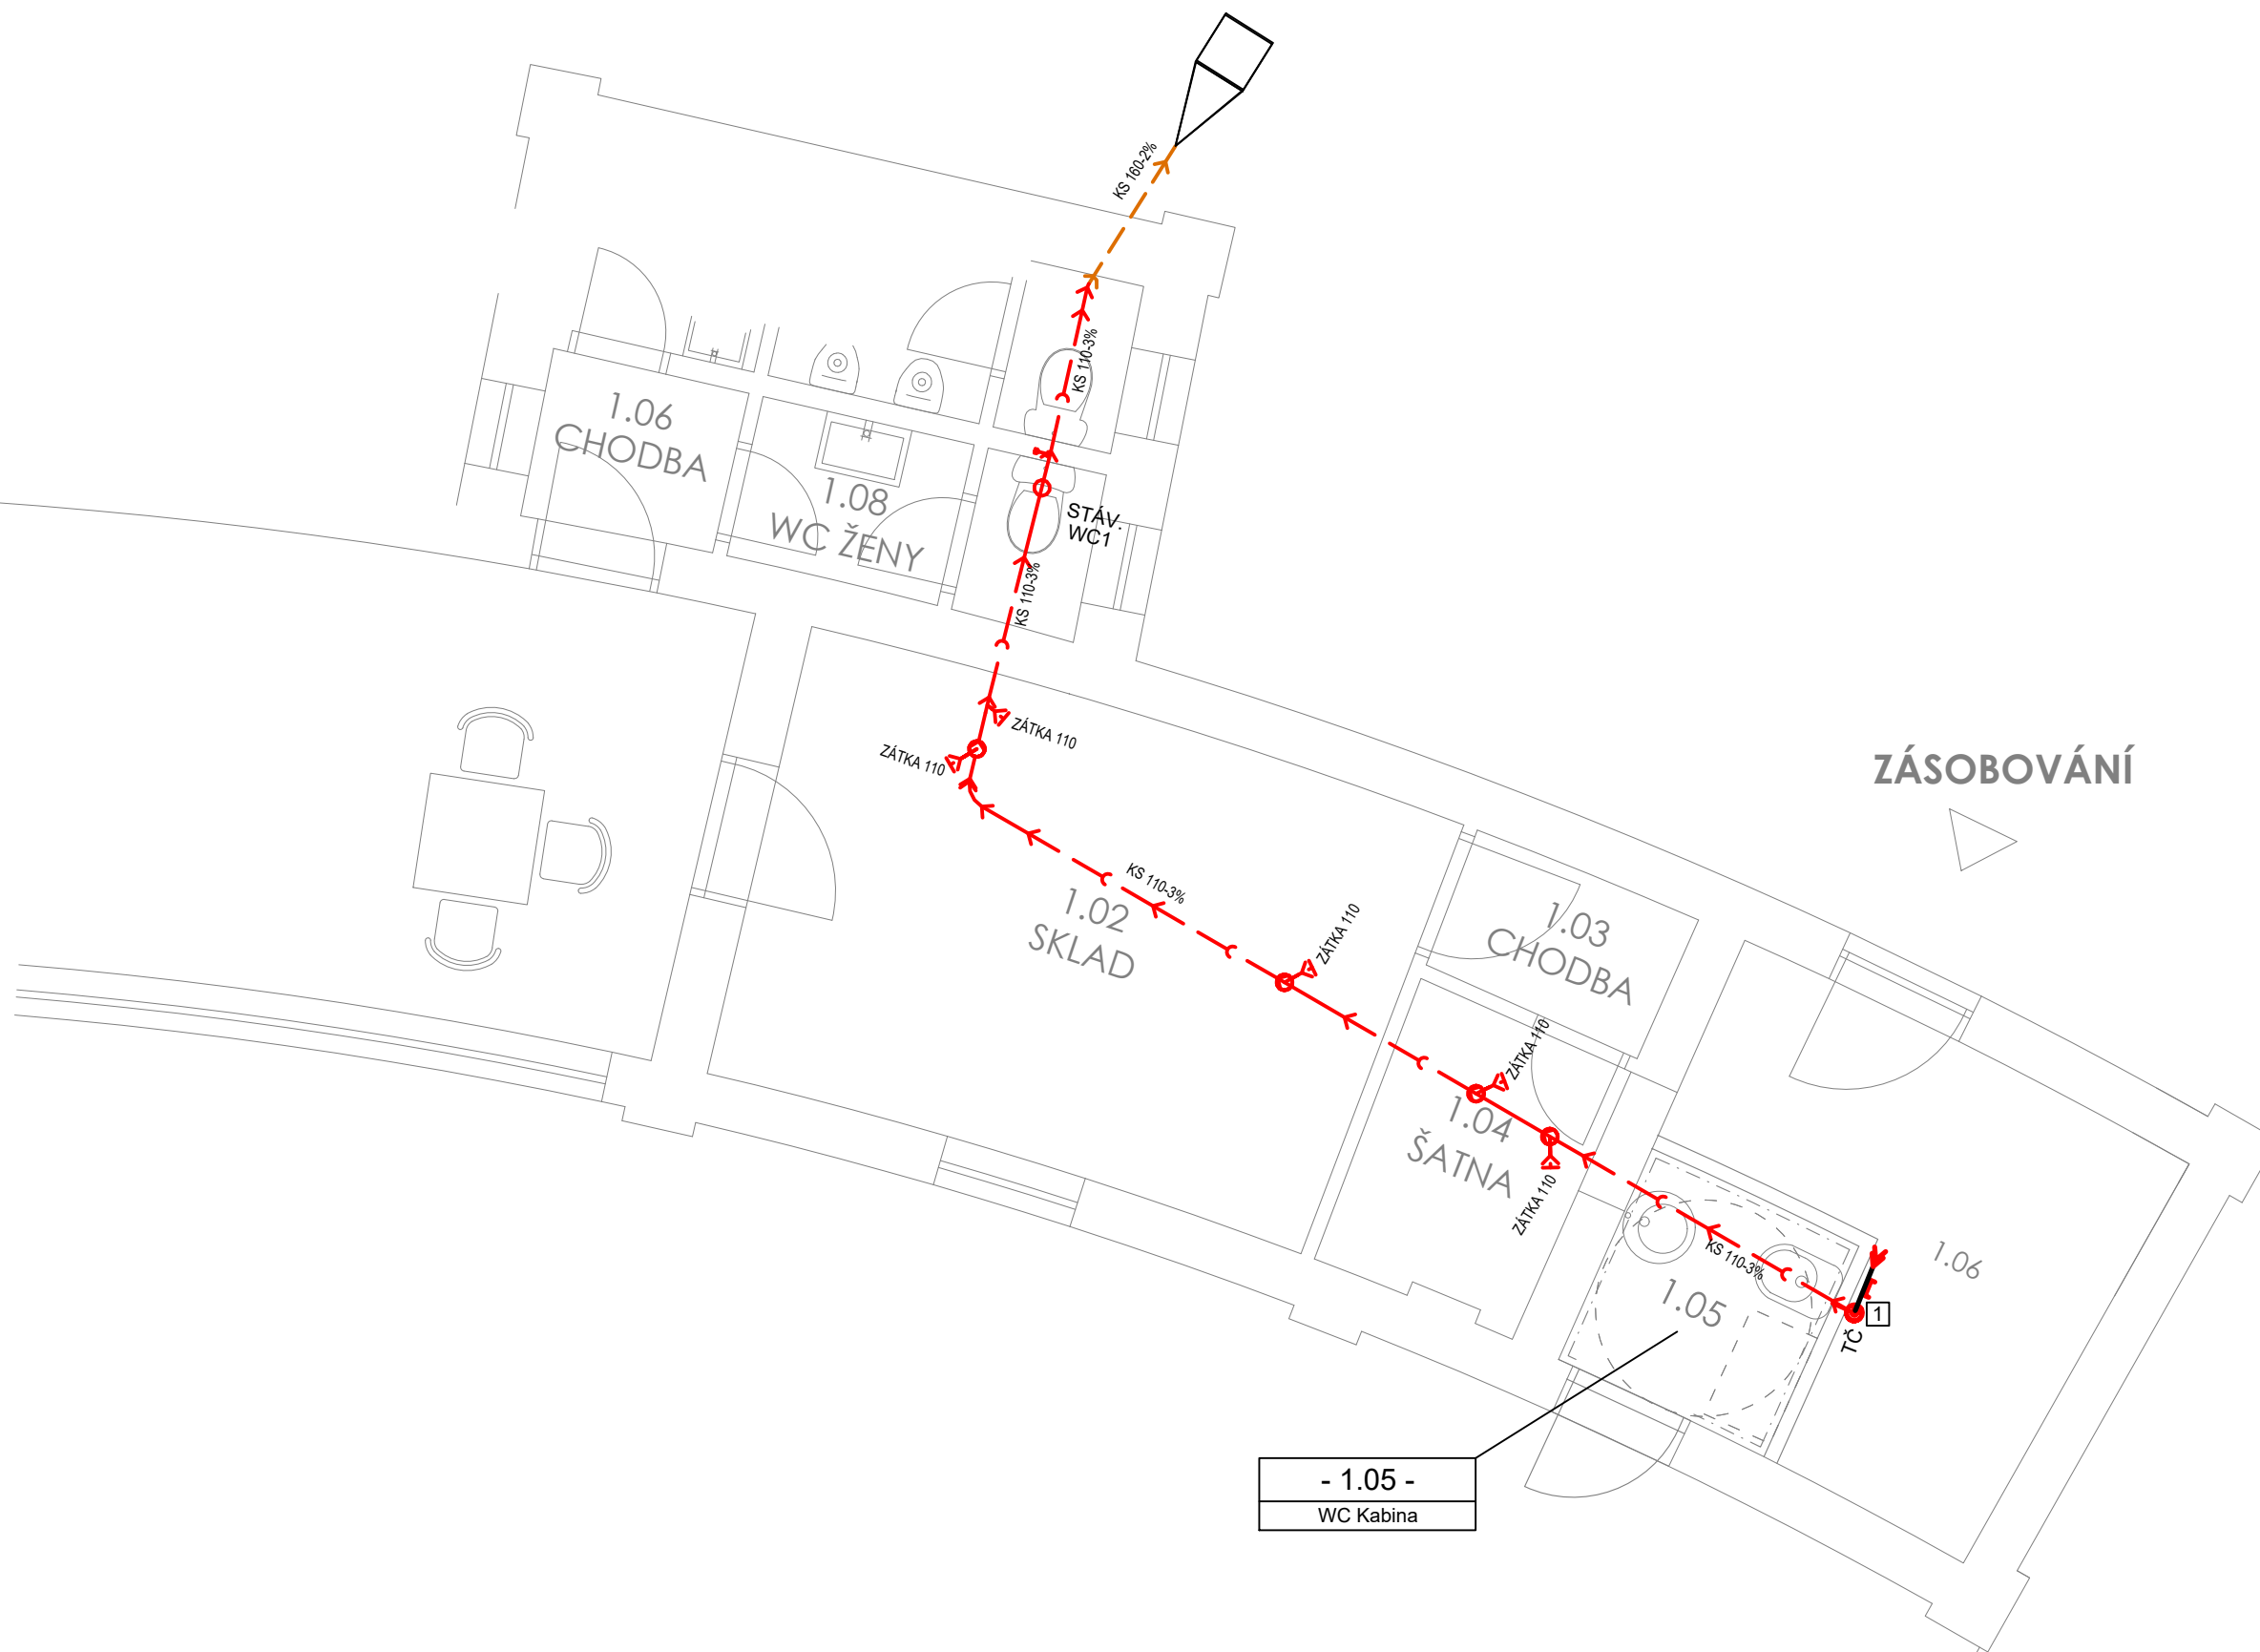 KS 160-2%
KS 110-3%
1.06
CHODBA
1.08
WC ŽENY
STÁV.
WC1
KS 110-3%
ZÁTKA 110
ZÁTKA 110
ZÁSOBOVÁNÍ
KS 110-3%
1.02
SKLAD
ZÁTKA 110
1.03
CHODBA
ZÁTKA 110
1.04
ŠATNA
ZÁTKA 110
KS 110-3%
1.05
1.06
1
TČ
- 1.05 -
WC Kabina